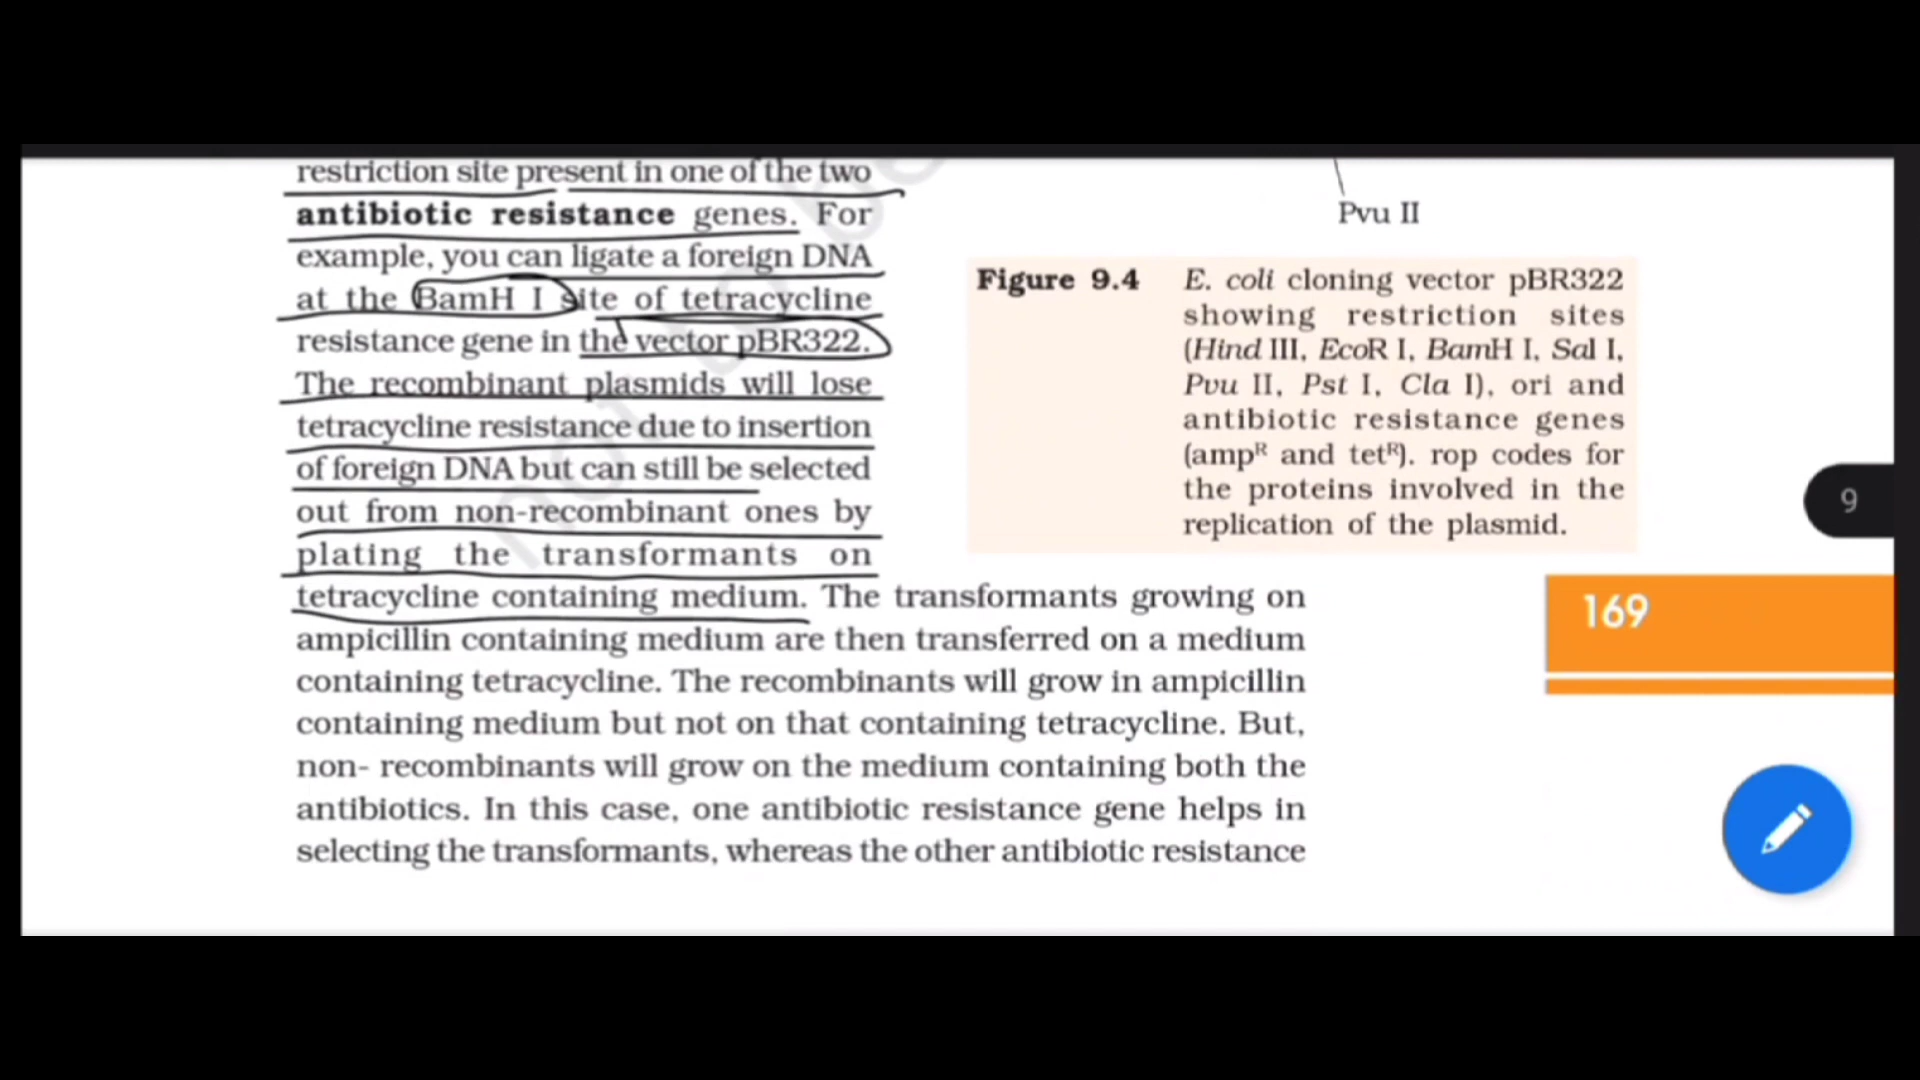 restriction site present in one of the two
antibiotic resistance genes. For
example, you can ligate a foreign DNA
at the BamH I site of tetracycline
resistance gene in the vector pBR322.
The recombinant plasmids will lose
tetracycline resistance due to insertion
of foreign DNA but can still be selected
out from non-recombinant ones by
plating the transformants on
tetracycline containing medium. The transformants growing on
ampicillin containing medium are then transferred on a medium
containing tetracycline. The recombinants will grow in ampicillin
containing medium but not on that containing tetracycline. But,
non- recombinants will grow on the medium containing both the
antibiotics. In this case, one antibiotic resistance gene helps in
selecting the transformants, whereas the other antibiotic resistance
Pvu II
Figure 9.4 E. coli cloning vector pBR322
showing restriction sites
(Hind III, EcoR I, BamH I, Sal I,
Pvu II, Pst I, Cla I), ori and
antibiotic resistance genes
(ampᴿ and tetᴿ). rop codes for
the proteins involved in the
replication of the plasmid.
9
169
not to be